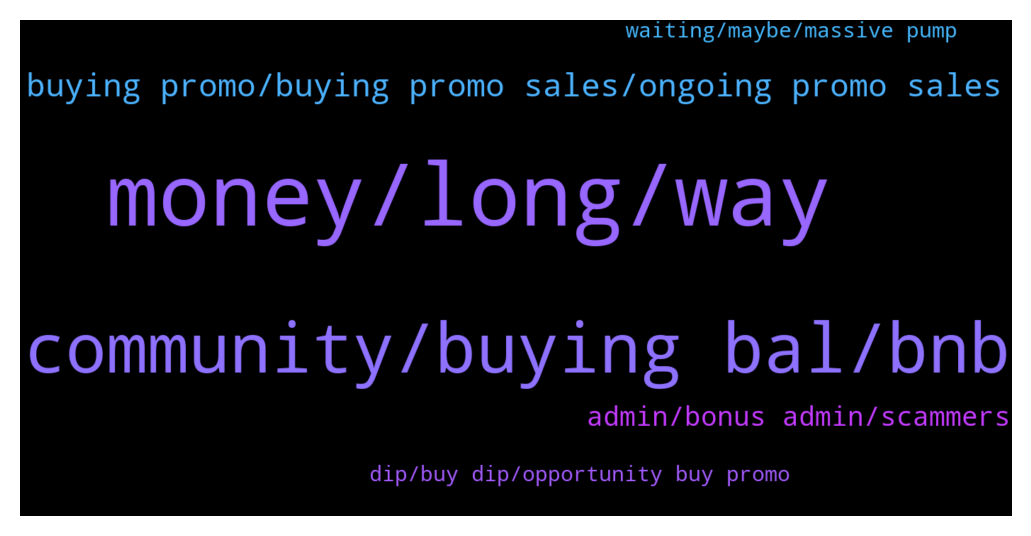 waiting/maybe/massive pump
buying promo/buying promo sales/ongoing promo sales
money/long/way
community/buying bal/bnb
admin/bonus admin/scammers
dip/buy dip/opportunity buy promo